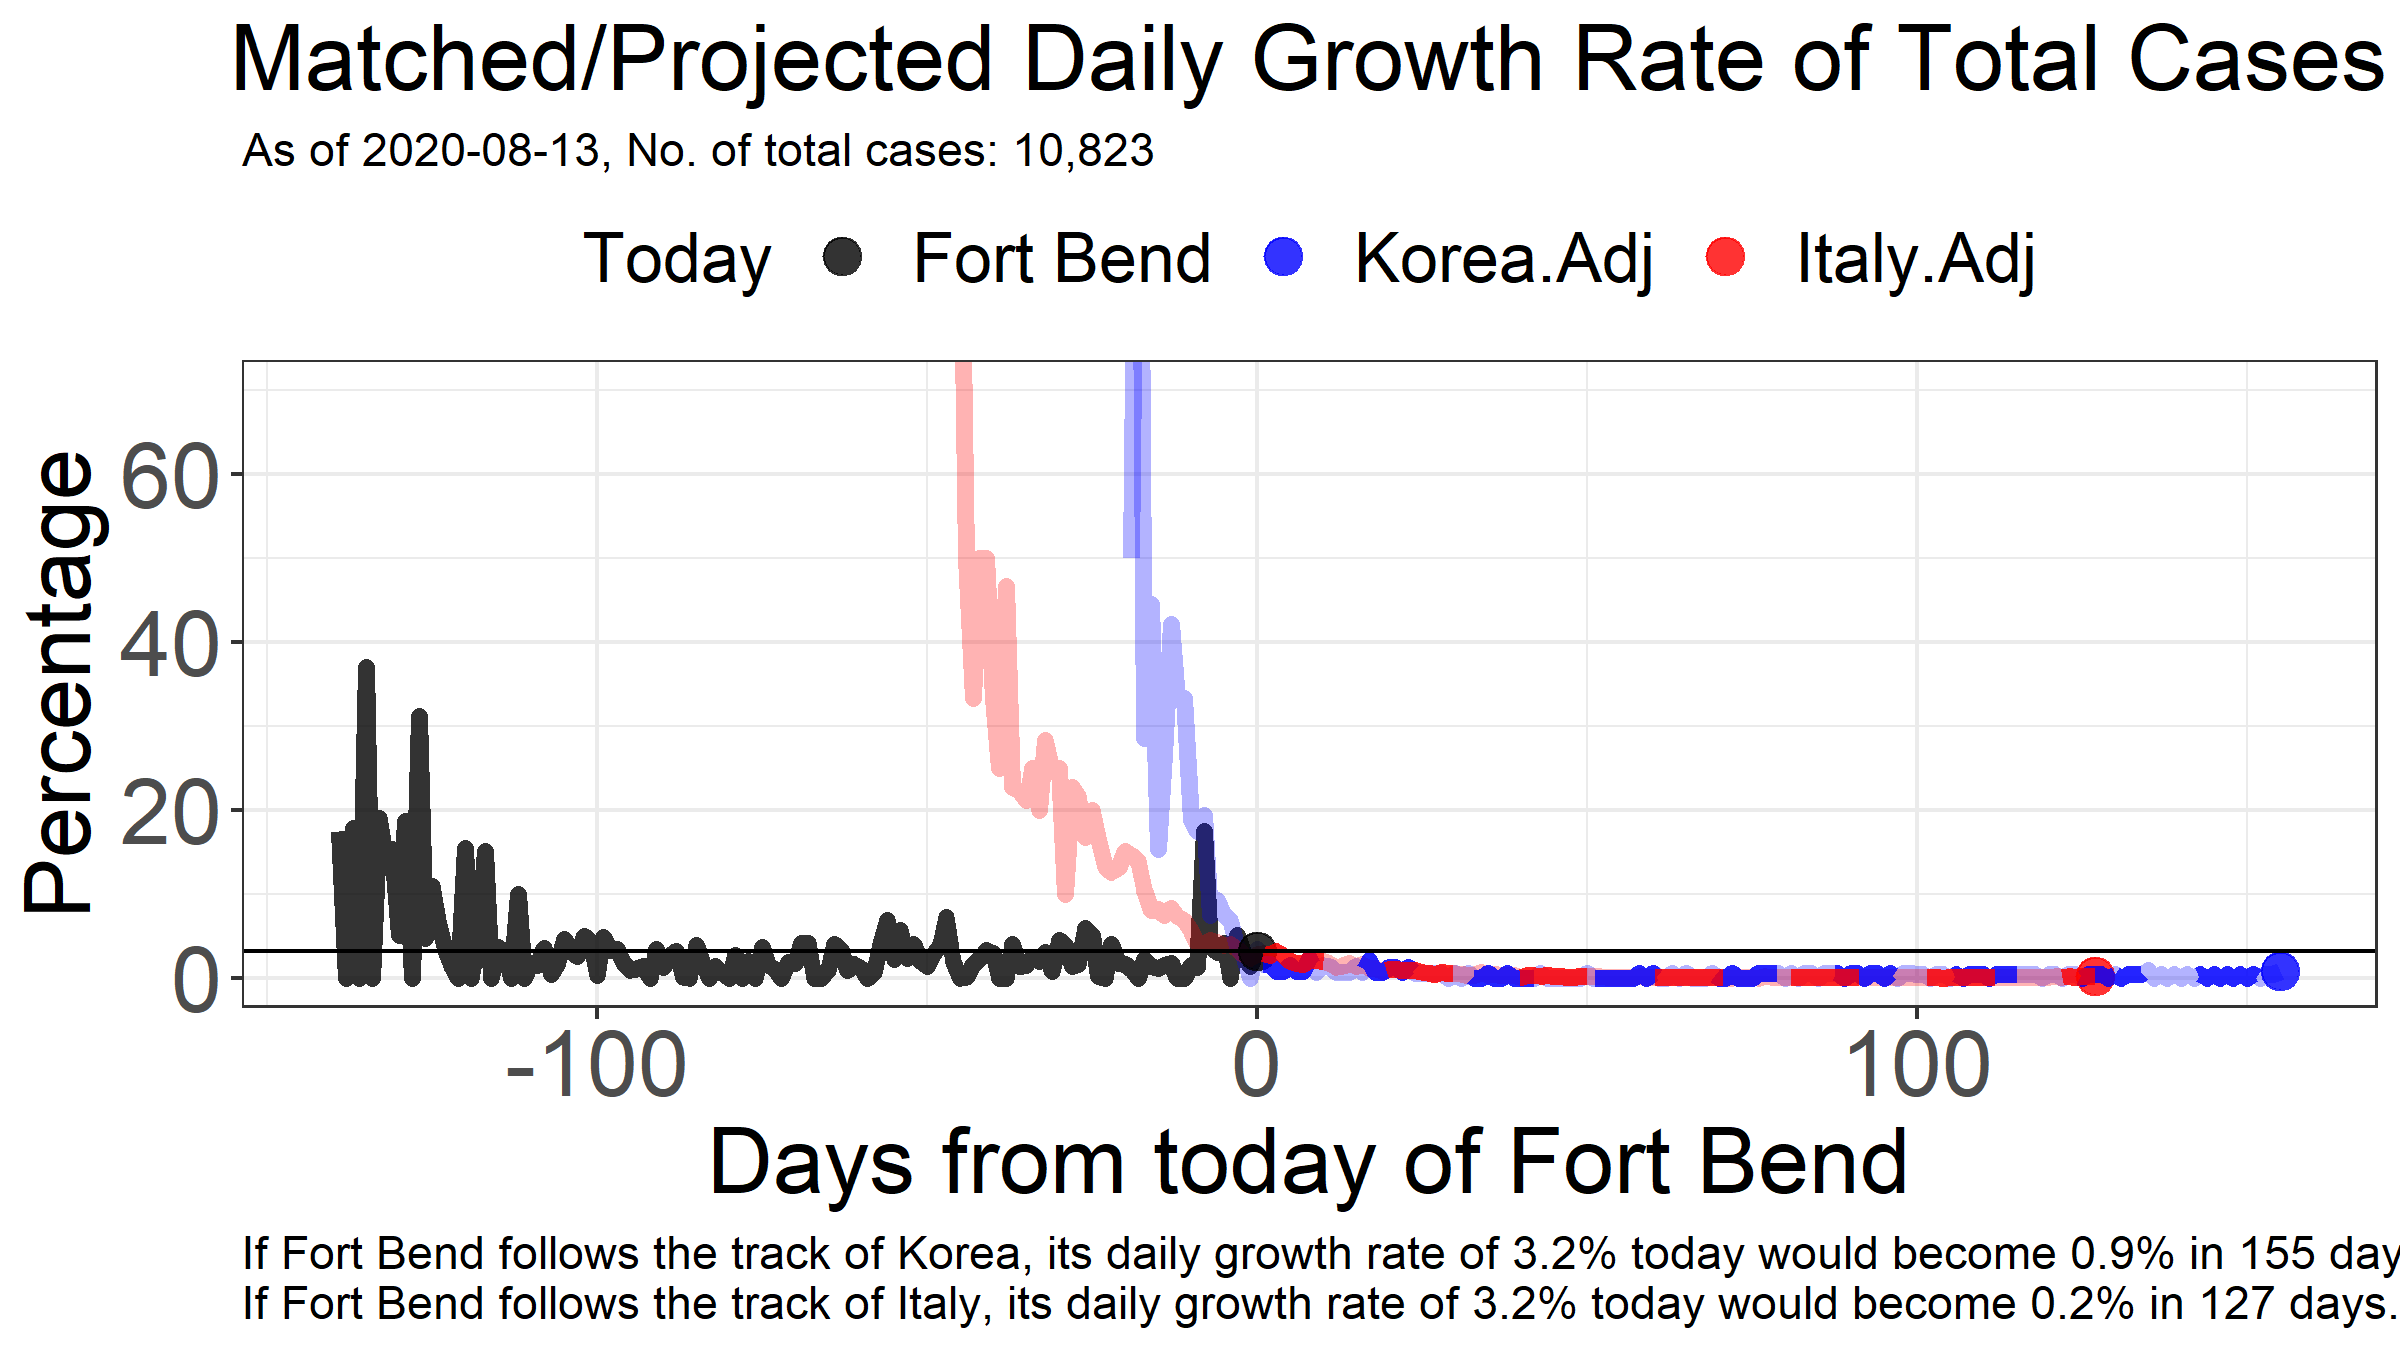 Matched/Projected Daily Growth Rate of Total Cases
As of 2020-08-13, No. of total cases: 10,823
Today Fort Bend Korea.Adj Italy.Adj
Percentage
60
40
20
0
-100 0 100
Days from today of Fort Bend
If Fort Bend follows the track of Korea, its daily growth rate of 3.2% today would become 0.9% in 155 day
If Fort Bend follows the track of Italy, its daily growth rate of 3.2% today would become 0.2% in 127 days.